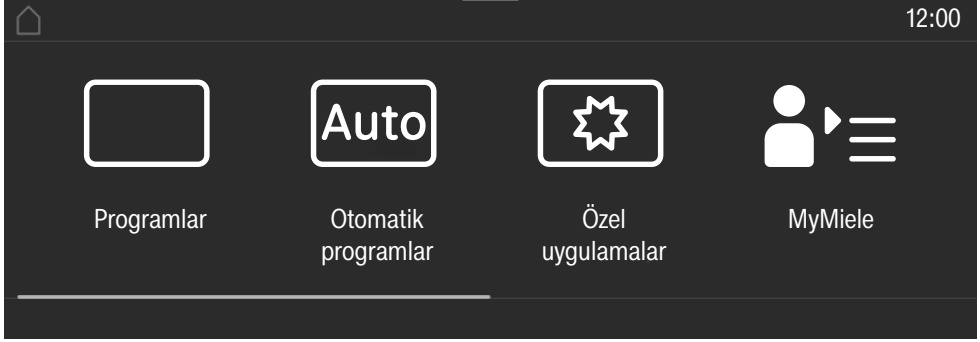 12:00
Auto
Programlar
Otomatik
programlar
Özel
uygulamalar
MyMiele